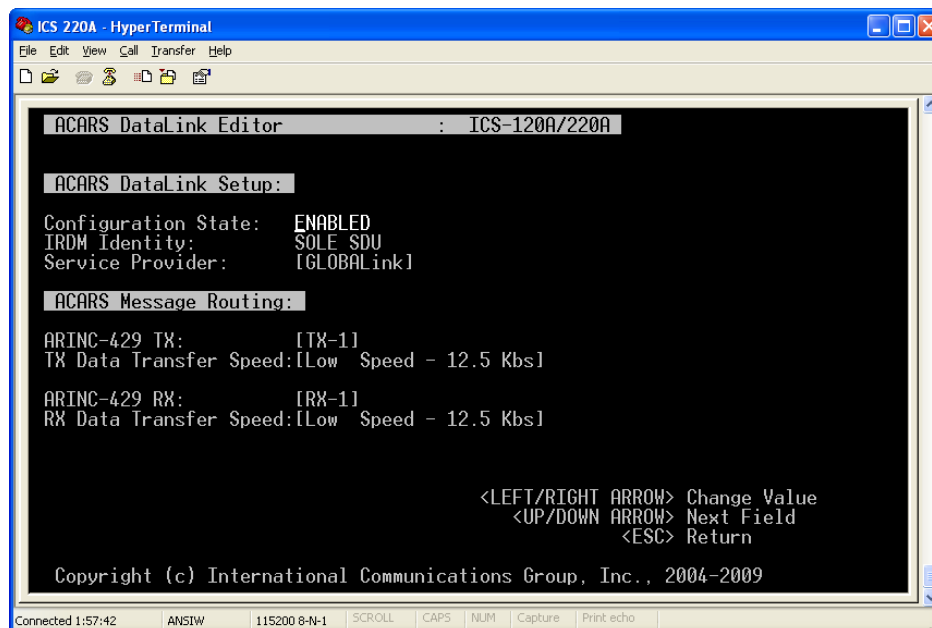 ICS 220A - HyperTerminal
File Edit View Call Transfer Help
ACARS DataLink Editor : ICS-120A/220A
ACARS DataLink Setup:
Configuration State: ENABLED
IRDM Identity: SOLE SDU
Service Provider: [GLOBALink]
ACARS Message Routing:
ARINC-429 TX: [TX-1]
TX Data Transfer Speed:[Low Speed - 12.5 Kbs]
ARINC-429 RX: [RX-1]
RX Data Transfer Speed:[Low Speed - 12.5 Kbs]
<LEFT/RIGHT ARROW> Change Value
<UP/DOWN ARROW> Next Field
<ESC> Return
Copyright (c) International Communications Group, Inc., 2004-2009
Connected 1:57:42 ANSIW 115200 8-N-1 SCROLL CAPS NUM Capture Print echo